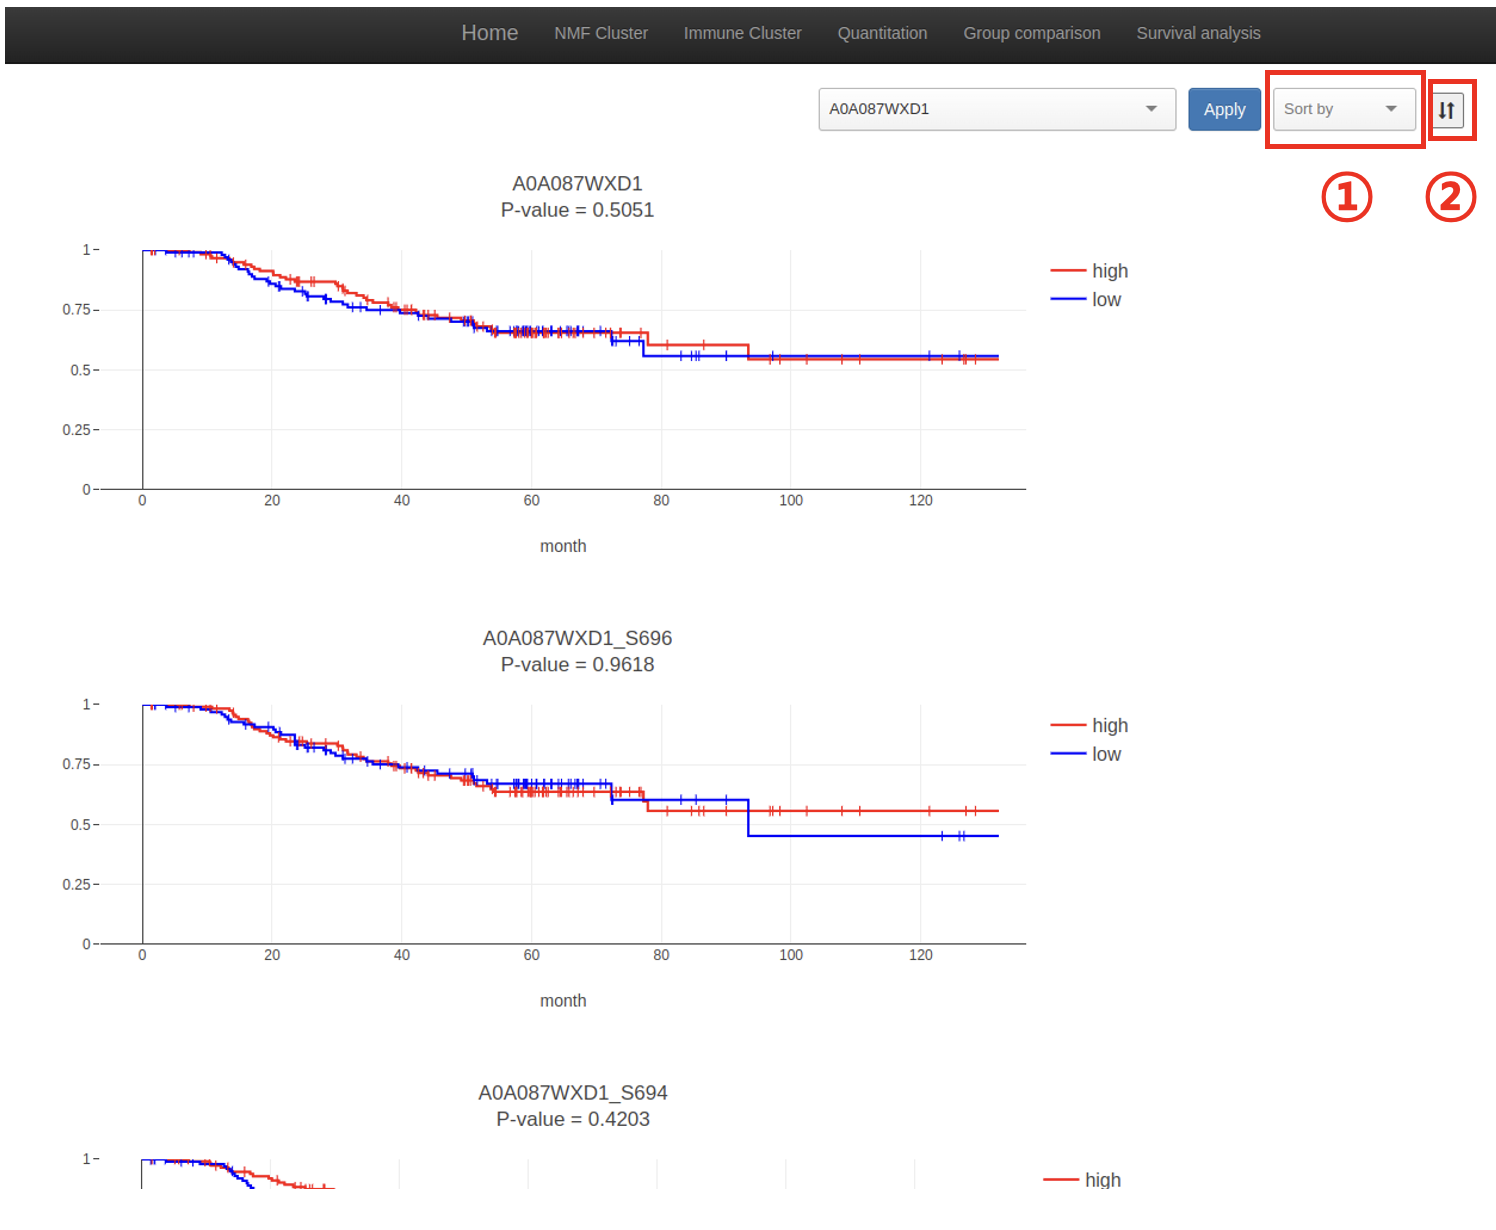 Home NMF Cluster Immune Cluster Quantitation Group comparison Survival analysis
A0A087WXD1 Apply Sort by
① ②
A0A087WXD1
P-value = 0.5051
1
0.75
0.5
0.25
0
0 20 40 60 80 100 120
month
high
low
A0A087WXD1_S696
P-value = 0.9618
1
0.75
0.5
0.25
0
0 20 40 60 80 100 120
month
high
low
A0A087WXD1_S694
P-value = 0.4203
1
high